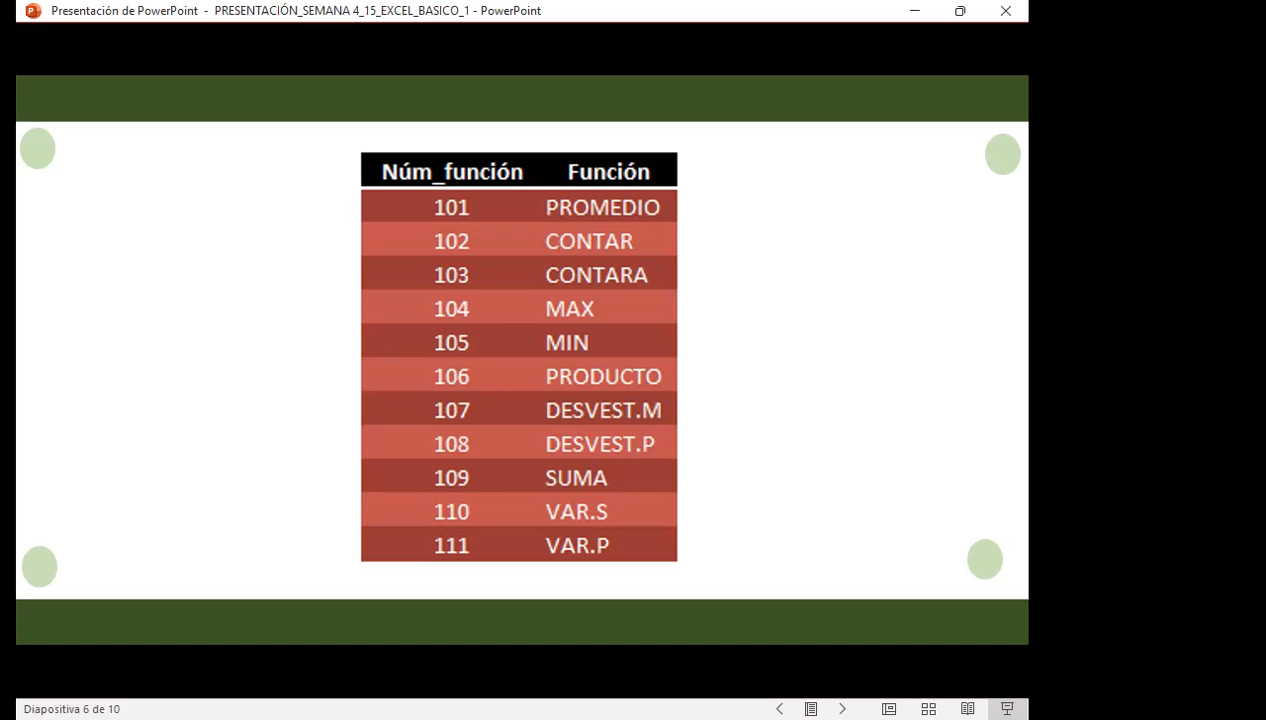 Presentación de PowerPoint - PRESENTACIÓN_SEMANA 4_15_EXCEL_BASICO_1 - PowerPoint
Núm_función Función
101 PROMEDIO
102 CONTAR
103 CONTARA
104 MAX
105 MIN
106 PRODUCTO
107 DESVEST.M
108 DESVEST.P
109 SUMA
110 VAR.S
111 VAR.P
Diapositiva 6 de 10